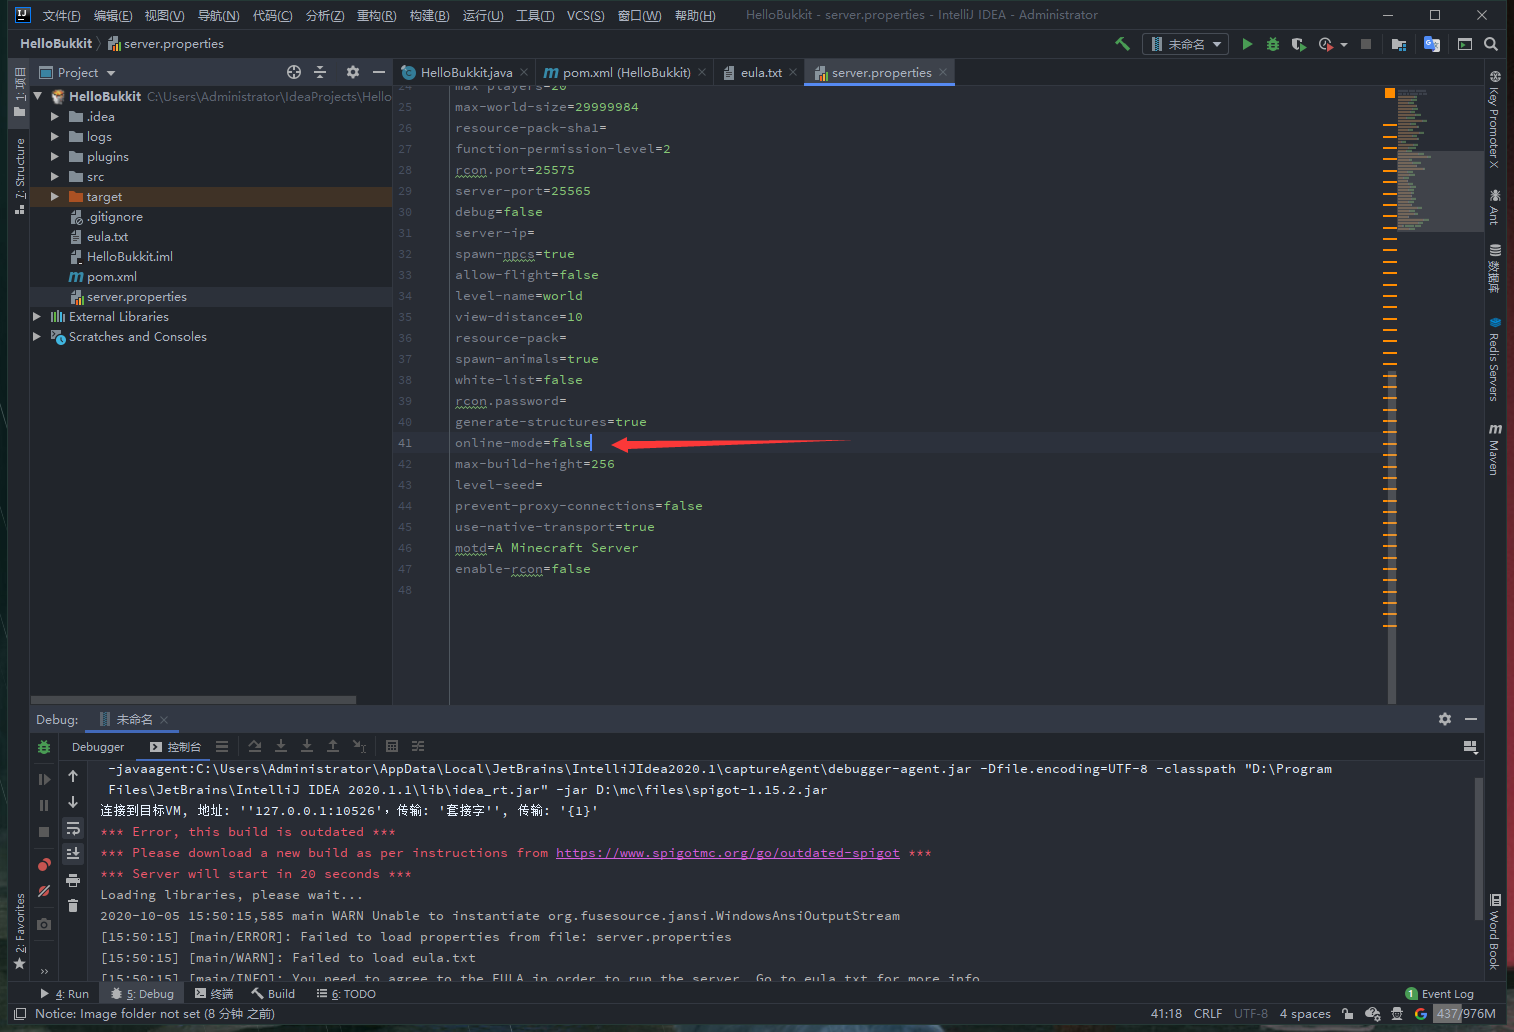 文件(F) 编辑(E) 视图(V) 导航(N) 代码(C) 分析(Z) 重构(R) 构建(B) 运行(U) 工具(T) VCS(S) 窗口(W) 帮助(H) HelloBukkit - server.properties - IntelliJ IDEA - Administrator
HelloBukkit server.properties 未命名
Project
HelloBukkit.java pom.xml (HelloBukkit) eula.txt server.properties
1: 项目
7: Structure
2: Favorites
HelloBukkit C:\Users\Administrator\IdeaProjects\Hello
.idea
logs
plugins
src
target
.gitignore
eula.txt
HelloBukkit.iml
pom.xml
server.properties
External Libraries
Scratches and Consoles
24 max-players=20
25 max-world-size=29999984
26 resource-pack-sha1=
27 function-permission-level=2
28 rcon.port=25575
29 server-port=25565
30 debug=false
31 server-ip=
32 spawn-npcs=true
33 allow-flight=false
34 level-name=world
35 view-distance=10
36 resource-pack=
37 spawn-animals=true
38 white-list=false
39 rcon.password=
40 generate-structures=true
41 online-mode=false
42 max-build-height=256
43 level-seed=
44 prevent-proxy-connections=false
45 use-native-transport=true
46 motd=A Minecraft Server
47 enable-rcon=false
48
Key Promoter X
Ant
数据库
Redis Servers
Maven
Word Book
Debug: 未命名
Debugger 控制台
-javaagent:C:\Users\Administrator\AppData\Local\JetBrains\IntelliJIdea2020.1\captureAgent\debugger-agent.jar -Dfile.encoding=UTF-8 -classpath "D:\Program
Files\JetBrains\IntelliJ IDEA 2020.1.1\lib\idea_rt.jar" -jar D:\mc\files\spigot-1.15.2.jar
连接到目标VM, 地址: ''127.0.0.1:10526', 传输: '套接字'', 传输: '{1}'
*** Error, this build is outdated ***
*** Please download a new build as per instructions from https://www.spigotmc.org/go/outdated-spigot ***
*** Server will start in 20 seconds ***
Loading libraries, please wait...
2020-10-05 15:50:15,585 main WARN Unable to instantiate org.fusesource.jansi.WindowsAnsiOutputStream
[15:50:15] [main/ERROR]: Failed to load properties from file: server.properties
[15:50:15] [main/WARN]: Failed to load eula.txt
[15:50:15] [main/INFO]: You need to agree to the EULA in order to run the server. Go to eula.txt for more info.
4: Run 5: Debug 终端 Build 6: TODO 1 Event Log
Notice: Image folder not set (8 分钟 之前) 41:18 CRLF UTF-8 4 spaces 437/976M